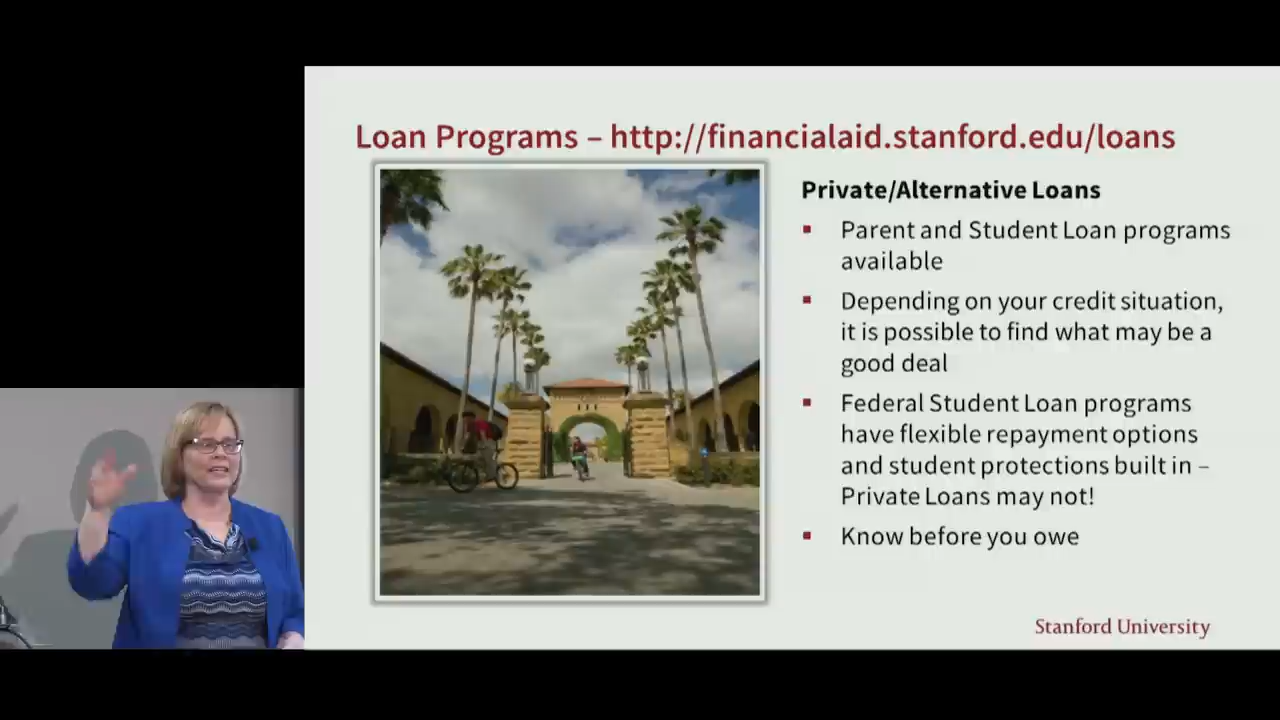 Loan Programs – http://financialaid.stanford.edu/loans
Private/Alternative Loans
▪ Parent and Student Loan programs
available
▪ Depending on your credit situation,
it is possible to find what may be a
good deal
▪ Federal Student Loan programs
have flexible repayment options
and student protections built in –
Private Loans may not!
▪ Know before you owe
Stanford University